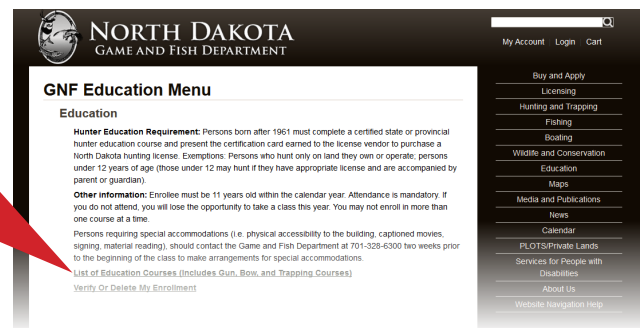 NORTH DAKOTA
GAME AND FISH DEPARTMENT
My Account Login Cart
GNF Education Menu
Education
Hunter Education Requirement: Persons born after 1961 must complete a certified state or provincial
hunter education course and present the certification card earned to the license vendor to purchase a
North Dakota hunting license. Exemptions: Persons who hunt only on land they own or operate; persons
under 12 years of age (those under 12 may hunt if they have appropriate license and are accompanied by
parent or guardian).
Other information: Enrollee must be 11 years old within the calendar year. Attendance is mandatory. If
you do not attend, you will lose the opportunity to take a class this year. You may not enroll in more than
one course at a time.
Persons requiring special accommodations (i.e. physical accessibility to the building, captioned movies,
signing, material reading), should contact the Game and Fish Department at 701-328-6300 two weeks prior
to the beginning of the class to make arrangements for special accommodations.
List of Education Courses (Includes Gun, Bow, and Trapping Courses)
Verify Or Delete My Enrollment
Buy and Apply
Licensing
Hunting and Trapping
Fishing
Boating
Wildlife and Conservation
Education
Maps
Media and Publications
News
Calendar
PLOTS/Private Lands
Services for People with
Disabilities
About Us
Website Navigation Help